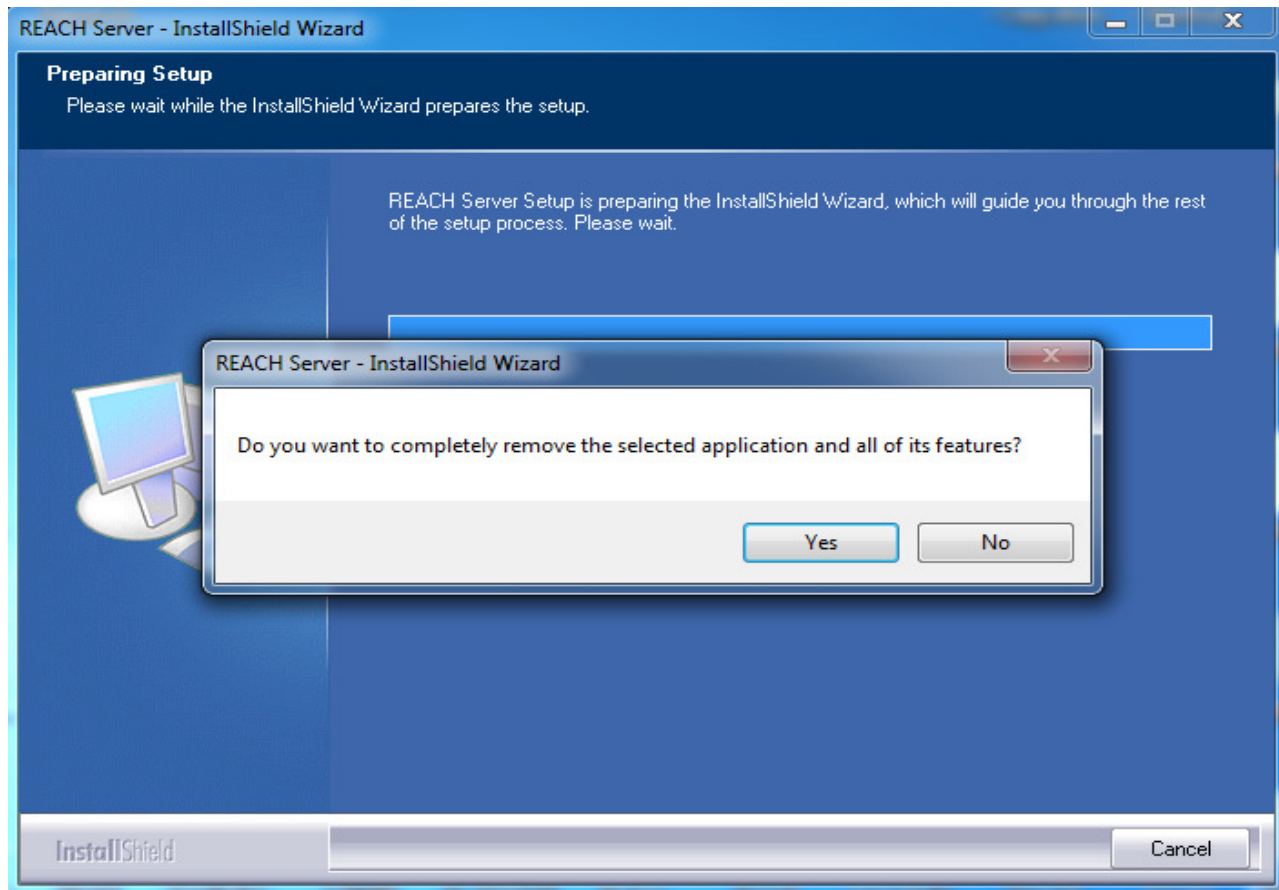 REACH Server - InstallShield Wizard
Preparing Setup
Please wait while the InstallShield Wizard prepares the setup.
REACH Server Setup is preparing the InstallShield Wizard, which will guide you through the rest
of the setup process. Please wait.
REACH Server - InstallShield Wizard
Do you want to completely remove the selected application and all of its features?
Yes No
InstallShield
Cancel